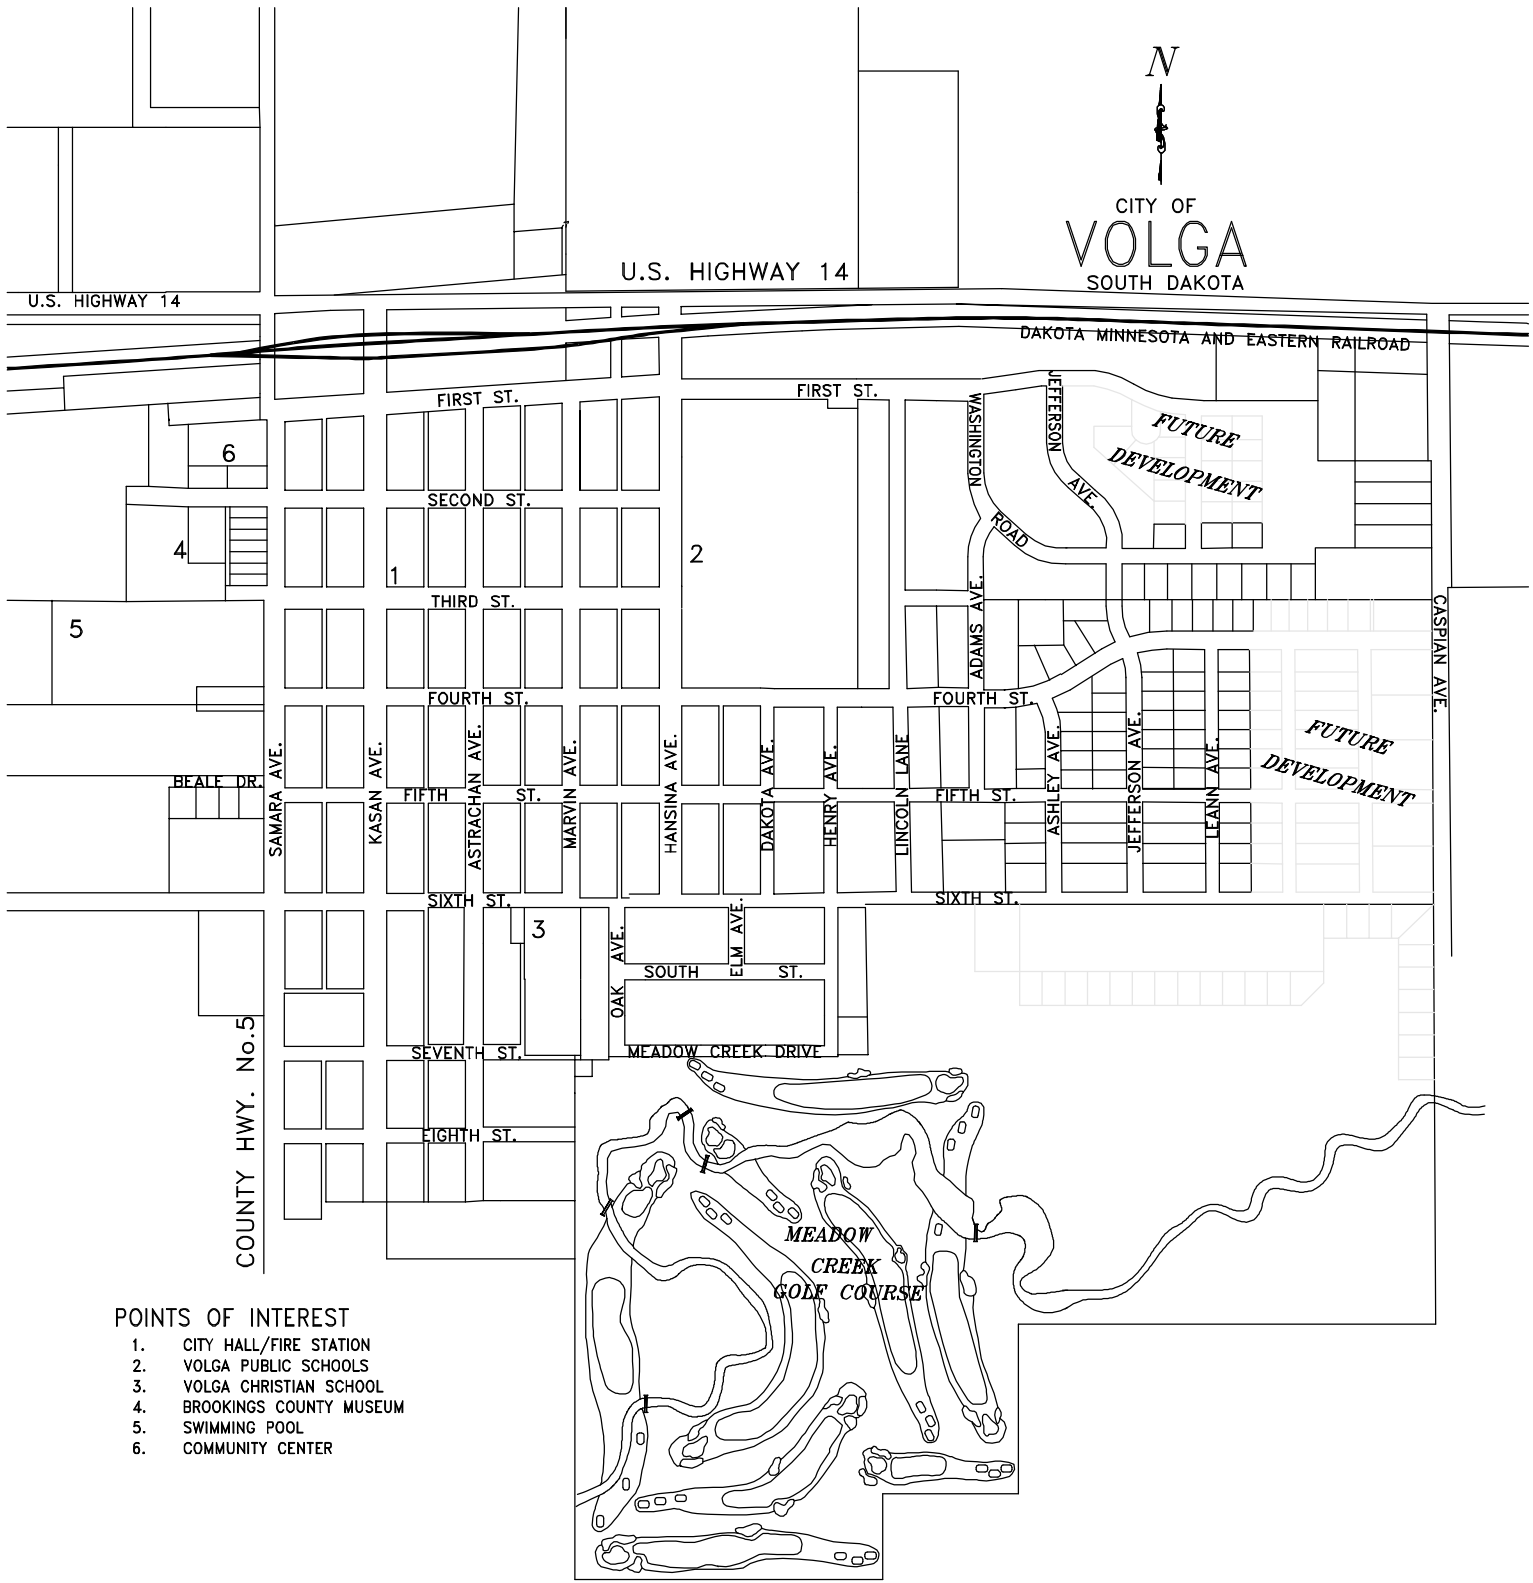 N
CITY OF
VOLGA
SOUTH DAKOTA
U.S. HIGHWAY 14
U.S. HIGHWAY 14
DAKOTA MINNESOTA AND EASTERN RAILROAD
FIRST ST.
FIRST ST.
WASHINGTON
ROAD
JEFFERSON
AVE.
FUTURE
DEVELOPMENT
6
SECOND ST.
4
1
2
THIRD ST.
5
ADAMS AVE.
CASPIAN AVE.
FOURTH ST.
FOURTH ST.
FUTURE
DEVELOPMENT
BEALE DR.
SAMARA AVE.
KASAN AVE.
ASTRACHAN AVE.
MARVIN AVE.
HANSINA AVE.
DAKOTA AVE.
HENRY AVE.
LINCOLN LANE
ASHLEY AVE.
JEFFERSON AVE.
LEANN AVE.
FIFTH ST.
FIFTH ST.
SIXTH ST.
SIXTH ST.
3
OAK AVE.
ELM AVE.
SOUTH ST.
COUNTY HWY. No.5
SEVENTH ST.
MEADOW CREEK DRIVE
EIGHTH ST.
MEADOW
CREEK
GOLF COURSE
POINTS OF INTEREST
1. CITY HALL/FIRE STATION
2. VOLGA PUBLIC SCHOOLS
3. VOLGA CHRISTIAN SCHOOL
4. BROOKINGS COUNTY MUSEUM
5. SWIMMING POOL
6. COMMUNITY CENTER